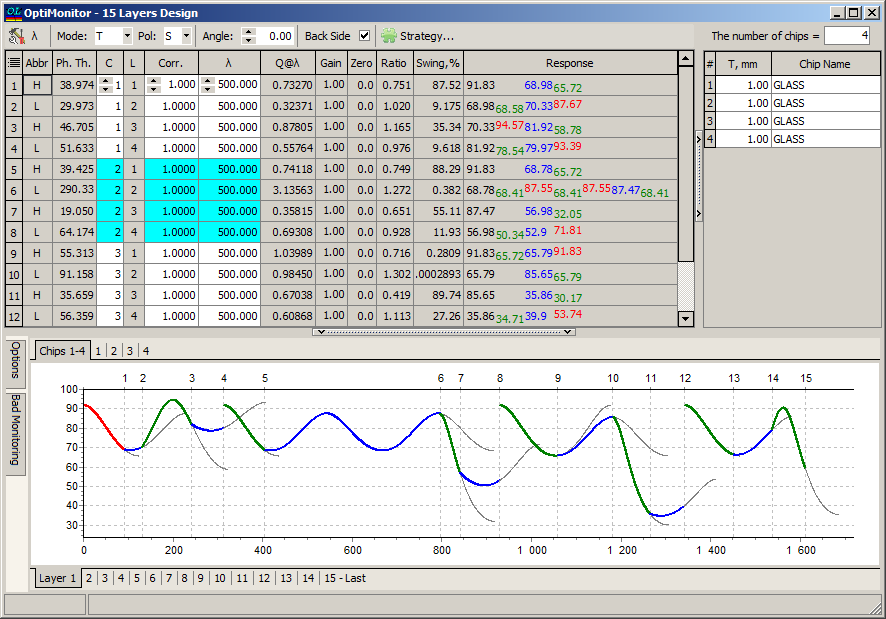 OptiMonitor - 15 Layers Design
λ Mode: T Pol: S Angle: 0.00 Back Side Strategy... The number of chips = 4
Abbr Ph. Th. C L Corr. λ Q@λ Gain Zero Ratio Swing,% Response
1 H 38.974 1 1 1.000 500.000 0.73270 1.00 0.0 0.751 87.52 91.83 68.98 65.72
2 L 29.973 1 2 1.0000 500.000 0.32371 1.00 0.0 1.020 9.175 68.98 68.58 70.33 87.67
3 H 46.705 1 3 1.0000 500.000 0.87805 1.00 0.0 1.165 35.34 70.33 94.57 81.92 58.78
4 L 51.633 1 4 1.0000 500.000 0.55764 1.00 0.0 0.976 9.618 81.92 78.54 79.97 93.39
5 H 39.425 2 1 1.0000 500.000 0.74118 1.00 0.0 0.749 88.29 91.83 68.78 65.72
6 L 290.33 2 2 1.0000 500.000 3.13563 1.00 0.0 1.272 0.382 68.78 68.41 87.55 68.41 87.55 87.47 68.41
7 H 19.050 2 3 1.0000 500.000 0.35815 1.00 0.0 0.651 55.11 87.47 56.98 32.05
8 L 64.174 2 4 1.0000 500.000 0.69308 1.00 0.0 0.928 11.93 56.98 50.34 52.9 71.81
9 H 55.313 3 1 1.0000 500.000 1.03989 1.00 0.0 0.716 0.2809 91.83 65.72 65.79 91.83
10 L 91.158 3 2 1.0000 500.000 0.98450 1.00 0.0 1.302 .0002893 65.79 85.65 65.79
11 H 35.659 3 3 1.0000 500.000 0.67038 1.00 0.0 0.419 89.74 85.65 35.86 30.17
12 L 56.359 3 4 1.0000 500.000 0.60868 1.00 0.0 1.113 27.26 35.86 34.71 39.9 53.74
# T, mm Chip Name
1 1.00 GLASS
2 1.00 GLASS
3 1.00 GLASS
4 1.00 GLASS
Options
Bad Monitoring
Chips 1-4 1 2 3 4
1 2 3 4 5 6 7 8 9 10 11 12 13 14 15
100
90
80
70
60
50
40
30
0 200 400 600 800 1 000 1 200 1 400 1 600
Layer 1 2 3 4 5 6 7 8 9 10 11 12 13 14 15 - Last